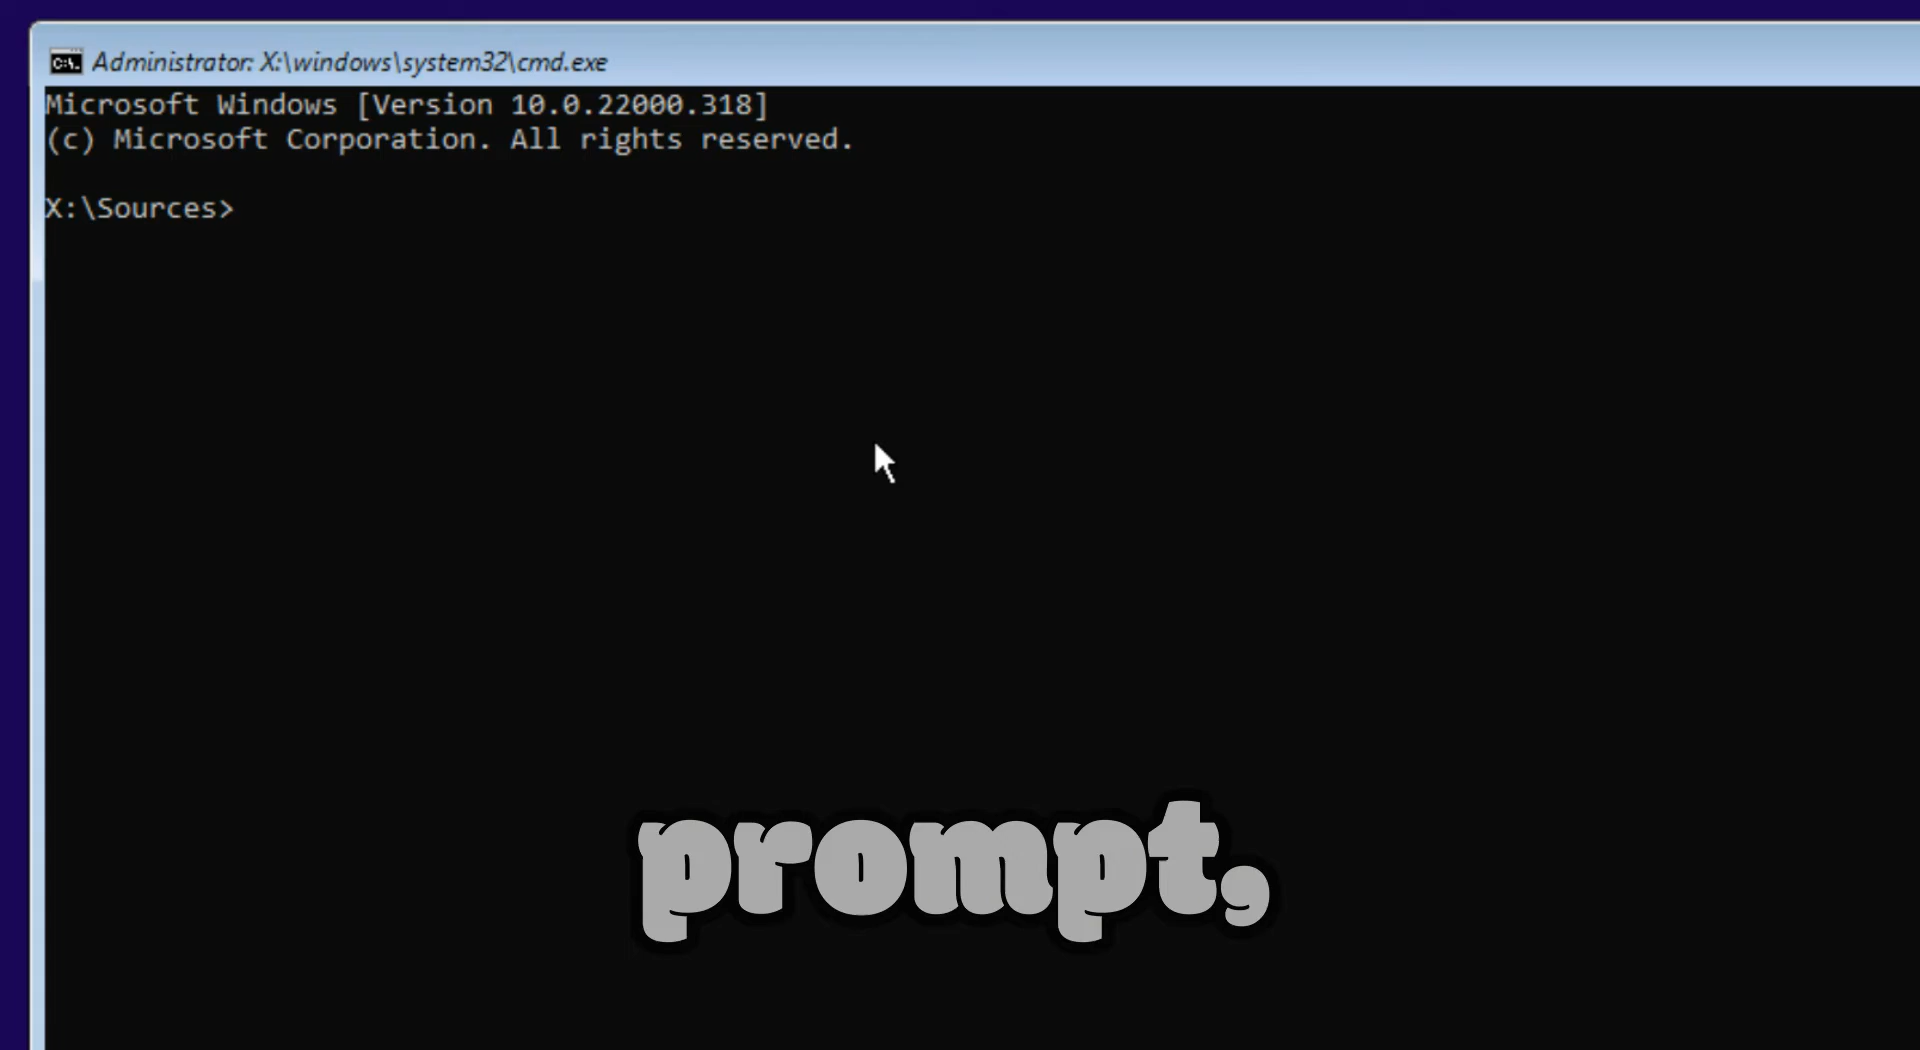 Administrator: X:\windows\system32\cmd.exe
Microsoft Windows [Version 10.0.22000.318]
(c) Microsoft Corporation. All rights reserved.
X:\Sources>
prompt,